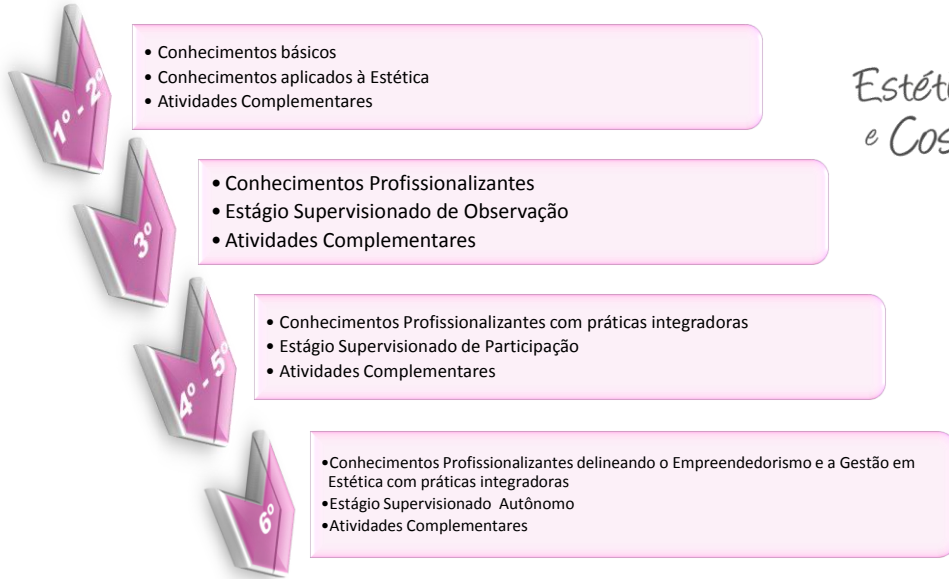 1º - 2º
• Conhecimentos básicos
• Conhecimentos aplicados à Estética
• Atividades Complementares
3º
• Conhecimentos Profissionalizantes
• Estágio Supervisionado de Observação
• Atividades Complementares
4º - 5º
• Conhecimentos Profissionalizantes com práticas integradoras
• Estágio Supervisionado de Participação
• Atividades Complementares
6º
•Conhecimentos Profissionalizantes delineando o Empreendedorismo e a Gestão em
Estética com práticas integradoras
•Estágio Supervisionado Autônomo
•Atividades Complementares
e